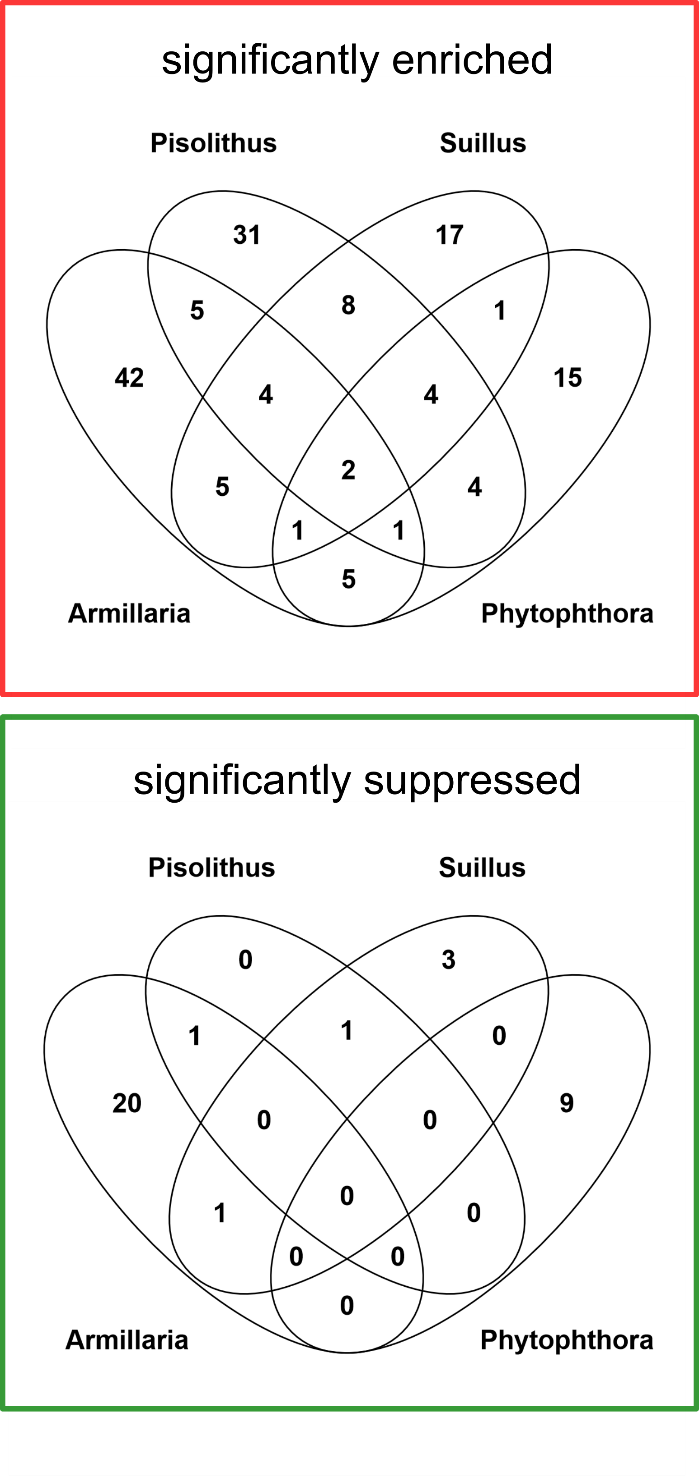 significantly enriched
Pisolithus Suillus
31 17
5 8 1
42 15
4 4
2
5 4
1 1
5
Armillaria Phytophthora
significantly suppressed
Pisolithus Suillus
0 3
1 1 0
20 9
0 0
0
1 0
0 0
0
Armillaria Phytophthora